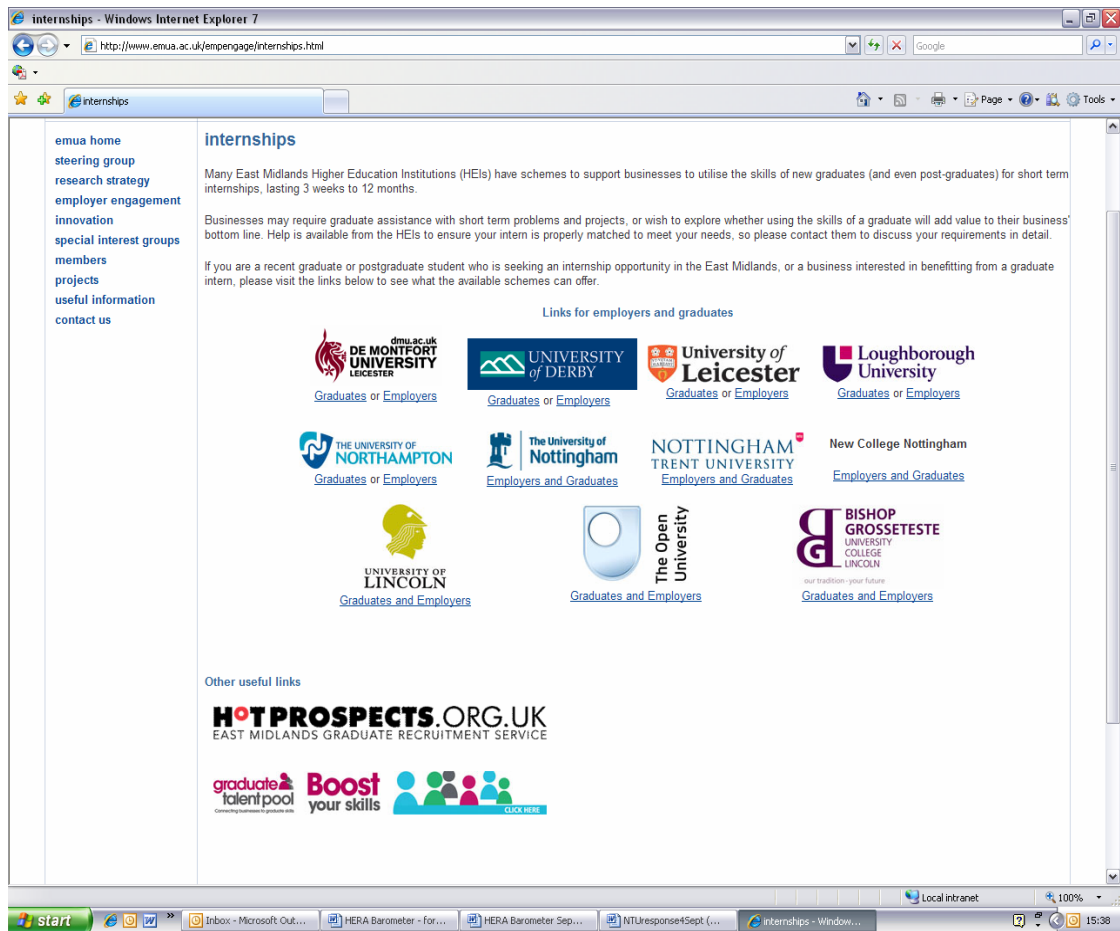 internships - Windows Internet Explorer 7
http://www.emua.ac.uk/empengage/internships.html
Google
internships
Page
Tools
emua home
steering group
research strategy
employer engagement
innovation
special interest groups
members
projects
useful information
contact us
internships
Many East Midlands Higher Education Institutions (HEIs) have schemes to support businesses to utilise the skills of new graduates (and even post-graduates) for short term
internships, lasting 3 weeks to 12 months.
Businesses may require graduate assistance with short term problems and projects, or wish to explore whether using the skills of a graduate will add value to their business'
bottom line. Help is available from the HEIs to ensure your intern is properly matched to meet your needs, so please contact them to discuss your requirements in detail.
If you are a recent graduate or postgraduate student who is seeking an internship opportunity in the East Midlands, or a business interested in benefitting from a graduate
intern, please visit the links below to see what the available schemes can offer.
Links for employers and graduates
dmu.ac.uk
DE MONTFORT
UNIVERSITY
LEICESTER
Graduates or Employers
UNIVERSITY
of DERBY
Graduates or Employers
University of
Leicester
Graduates or Employers
Loughborough
University
Graduates or Employers
THE UNIVERSITY OF
NORTHAMPTON
Graduates or Employers
The University of
Nottingham
Employers and Graduates
NOTTINGHAM
TRENT UNIVERSITY
Employers and Graduates
New College Nottingham
Employers and Graduates
UNIVERSITY OF
LINCOLN
Graduates and Employers
The Open
University
Graduates and Employers
BISHOP
GROSSETESTE
UNIVERSITY
COLLEGE
LINCOLN
our tradition - your future
Graduates and Employers
Other useful links
HOTPROSPECTS.ORG.UK
EAST MIDLANDS GRADUATE RECRUITMENT SERVICE
graduate
talentpool
Connecting businesses to graduate skills
Boost
your skills
CLICK HERE
Local intranet
100%
start
Inbox - Microsoft Out...
HERA Barometer - for...
HERA Barometer Sep...
NTUresponse4Sept (...
internships - Window...
15:38